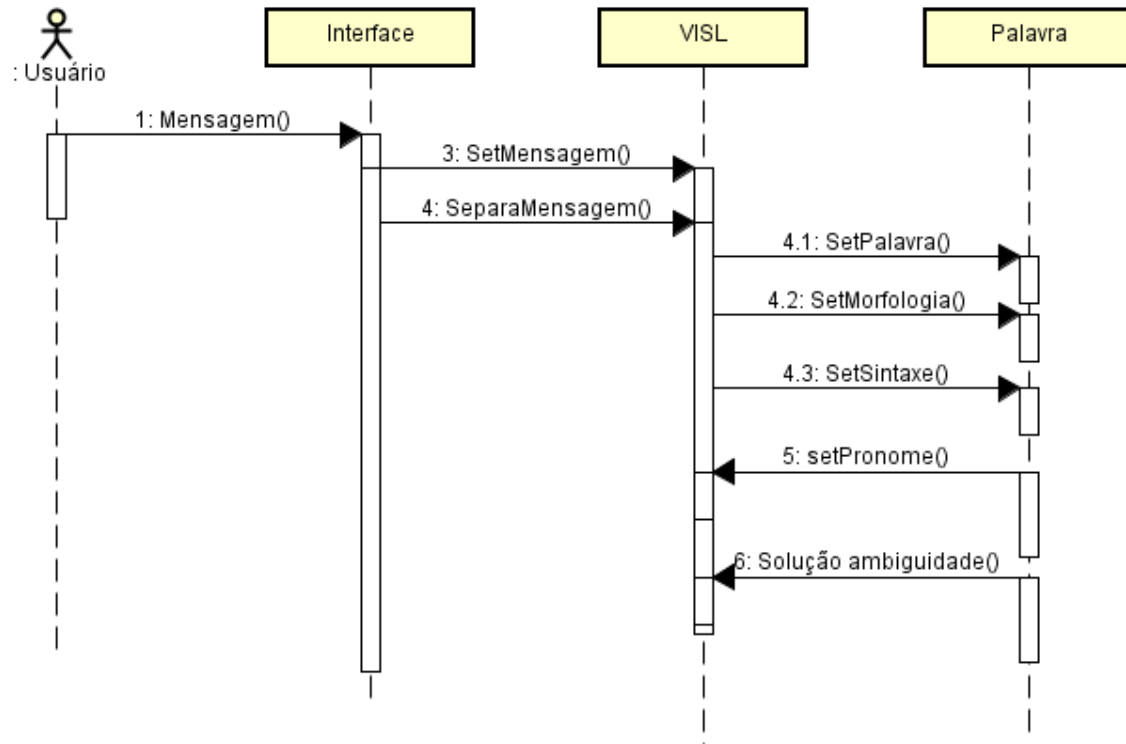 : Usuário
Interface
VISL
Palavra
1: Mensagem()
3: SetMensagem()
4: SeparaMensagem()
4.1: SetPalavra()
4.2: SetMorfologia()
4.3: SetSintaxe()
5: setPronome()
6: Solução ambiguidade()